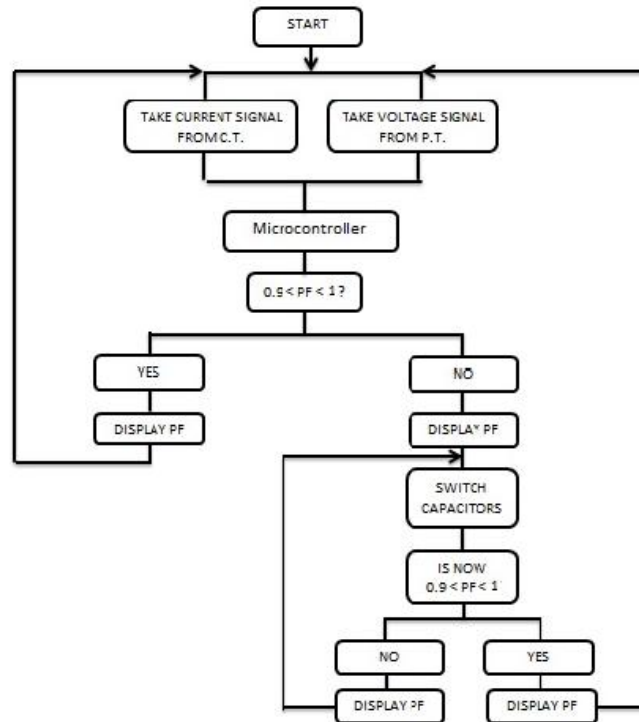 START
TAKE CURRENT SIGNAL
FROM C.T.
TAKE VOLTAGE SIGNAL
FROM P.T.
Microcontroller
0.9 < PF < 1 ?
YES
NO
DISPLAY PF
DISPLAY PF
SWITCH
CAPACITORS
IS NOW
0.9 < PF < 1
NO
YES
DISPLAY PF
DISPLAY PF